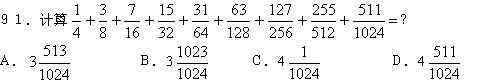 91. 计算 1/4 + 3/8 + 7/16 + 15/32 + 31/64 + 63/128 + 127/256 + 255/512 + 511/1024 = ?
A. 3 513/1024 B. 3 1023/1024 C. 4 1/1024 D. 4 511/1024